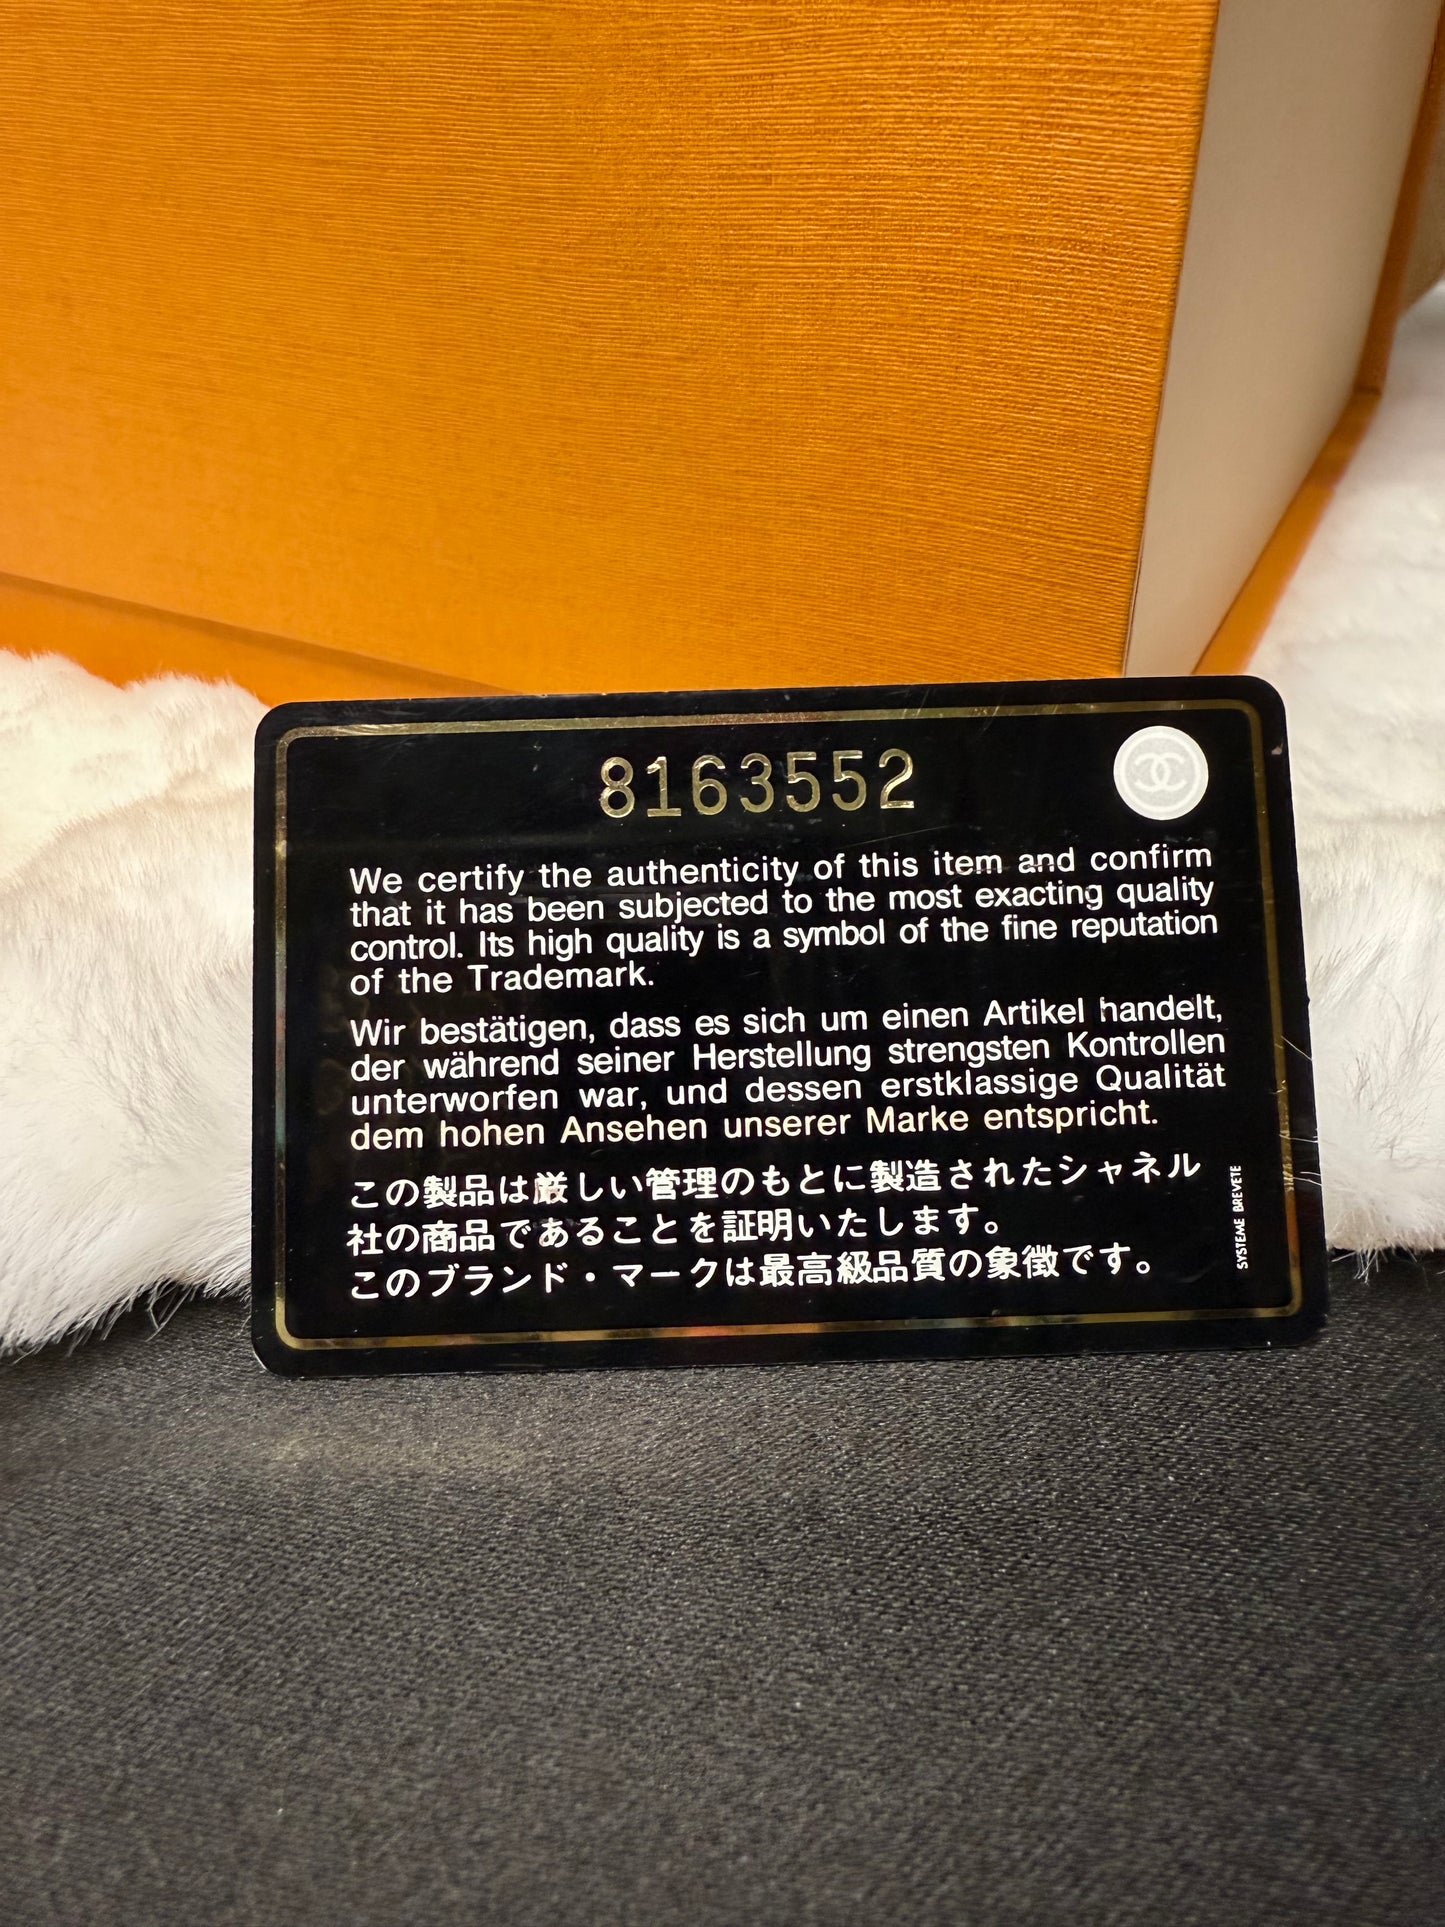 8163552
We certify the authenticity of this item and confirm
that it has been subjected to the most exacting quality
control. Its high quality is a symbol of the fine reputation
of the Trademark.
Wir bestätigen, dass es sich um einen Artikel handelt,
der während seiner Herstellung strengsten Kontrollen
unterworfen war, und dessen erstklassige Qualität
dem hohen Ansehen unserer Marke entspricht.
この製品は厳しい管理のもとに製造されたシャネル
社の商品であることを証明いたします。
このブランド・マークは最高級品質の象徴です。
SYSTEME BREVETE